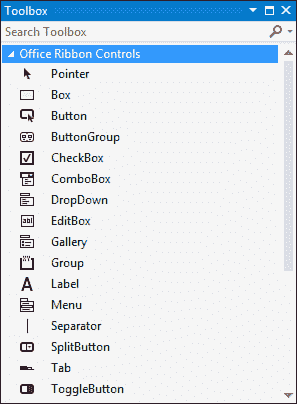 Toolbox
Search Toolbox
Office Ribbon Controls
Pointer
Box
Button
ButtonGroup
CheckBox
ComboBox
DropDown
EditBox
Gallery
Group
Label
Menu
Separator
SplitButton
Tab
ToggleButton